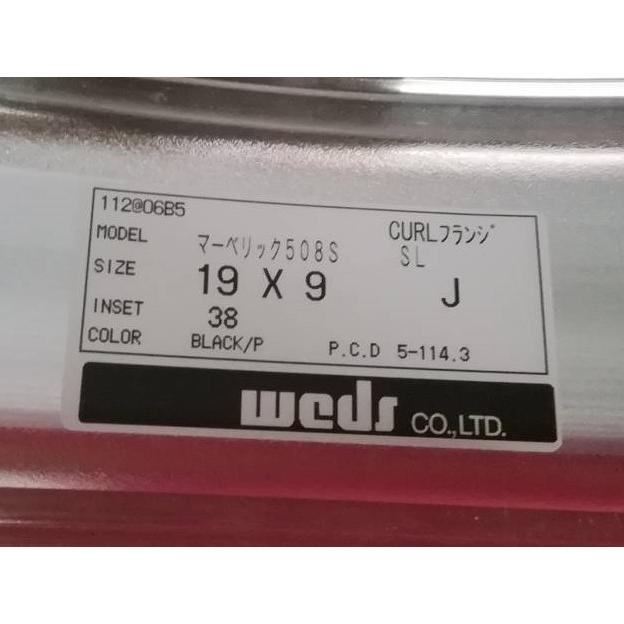 112@06B5
MODEL マーベリック508S CURLフランジ
SIZE 19 X 9 SL J
INSET 38
COLOR BLACK/P P.C.D 5-114.3
weds CO.,LTD.